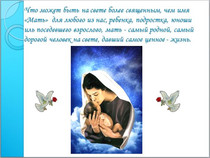 Что может быть на свете более священным, чем имя
«Мать» для любого из нас, ребенка, подростка, юноши
иль поседевшего взрослого, мать - самый родной, самый
дорогой человек на свете, давший самое ценное - жизнь.